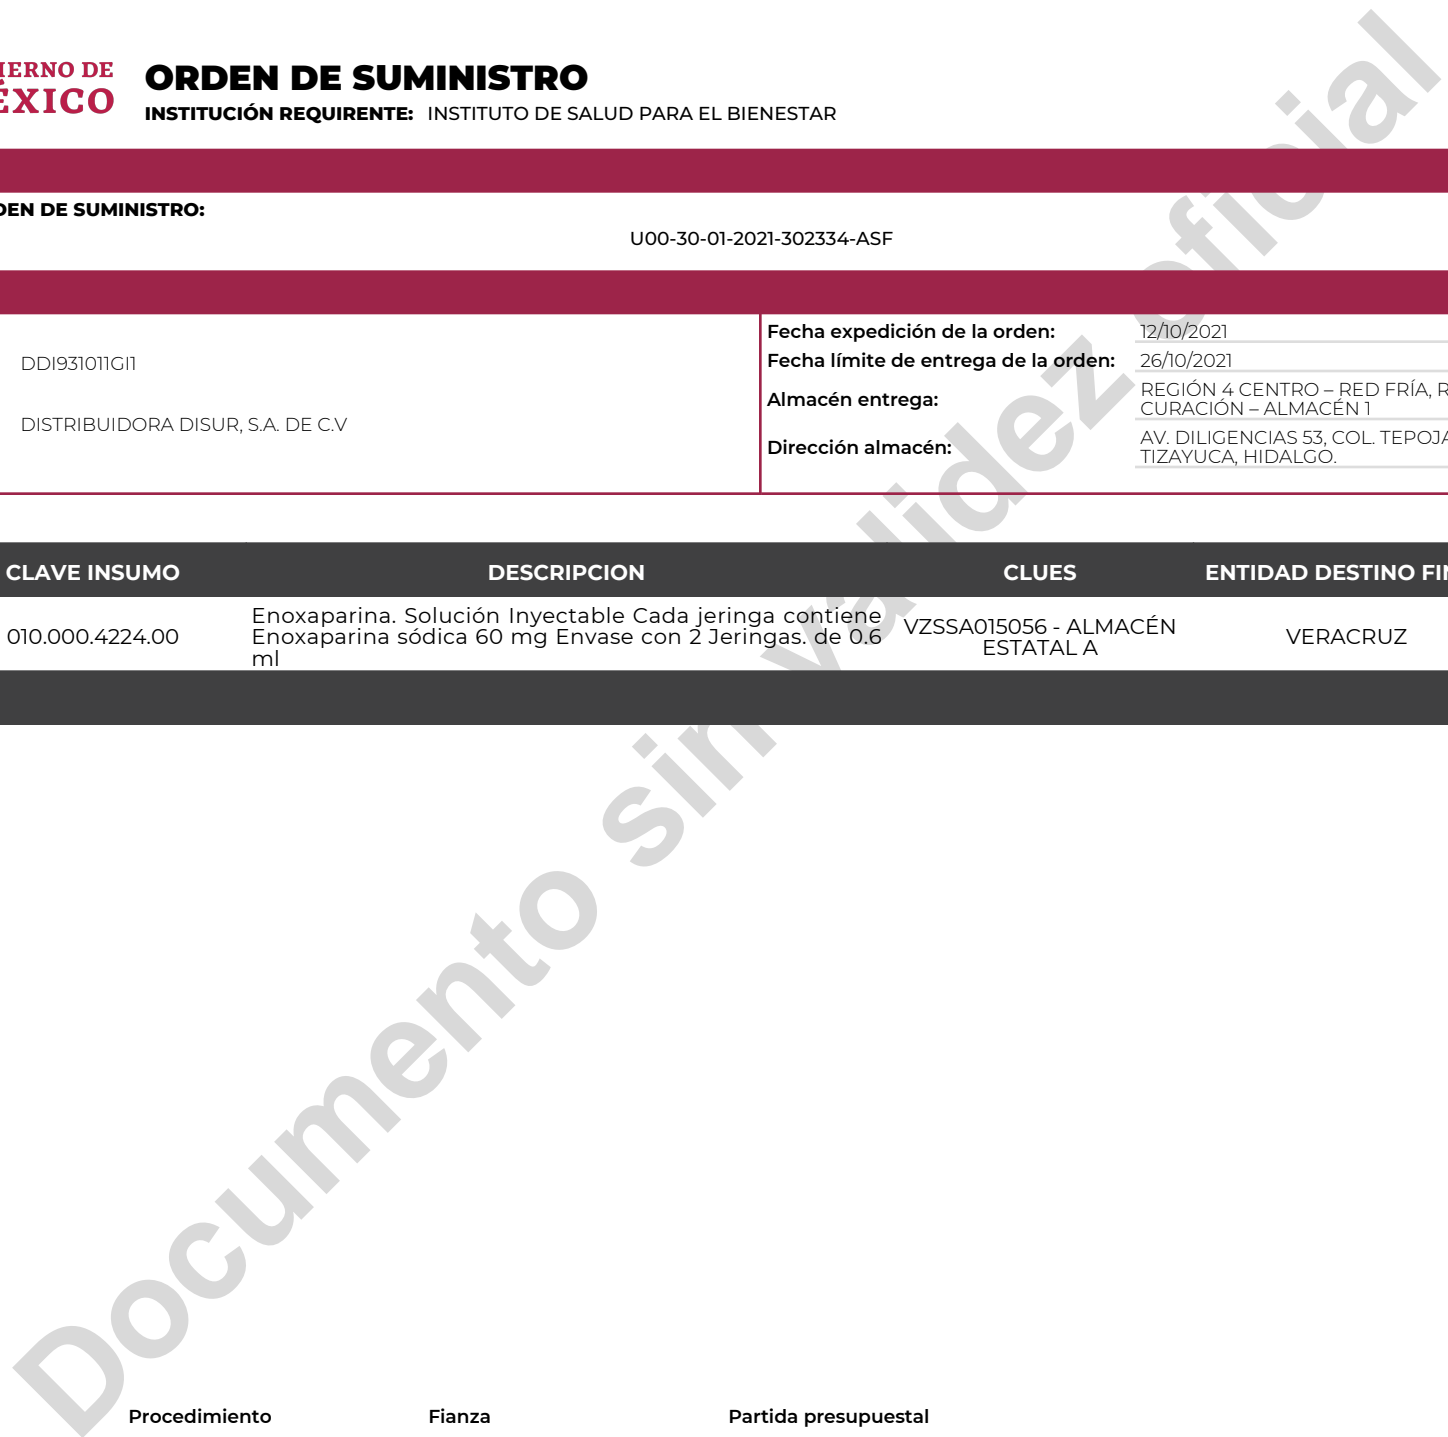 IERNO DE
ÉXICO
ORDEN DE SUMINISTRO
INSTITUCIÓN REQUIRENTE: INSTITUTO DE SALUD PARA EL BIENESTAR
DEN DE SUMINISTRO:
U00-30-01-2021-302334-ASF
DDI931011GI1
DISTRIBUIDORA DISUR, S.A. DE C.V
Fecha expedición de la orden: 12/10/2021
Fecha límite de entrega de la orden: 26/10/2021
Almacén entrega: REGIÓN 4 CENTRO – RED FRÍA, R
CURACIÓN – ALMACÉN 1
Dirección almacén: AV. DILIGENCIAS 53, COL. TEPOJA
TIZAYUCA, HIDALGO.
CLAVE INSUMO DESCRIPCION CLUES ENTIDAD DESTINO FIN
010.000.4224.00
Enoxaparina. Solución Inyectable Cada jeringa contiene
Enoxaparina sódica 60 mg Envase con 2 Jeringas. de 0.6
ml
VZSSA015056 - ALMACÉN
ESTATAL A
VERACRUZ
Documento sin validez oficial
Procedimiento Fianza Partida presupuestal